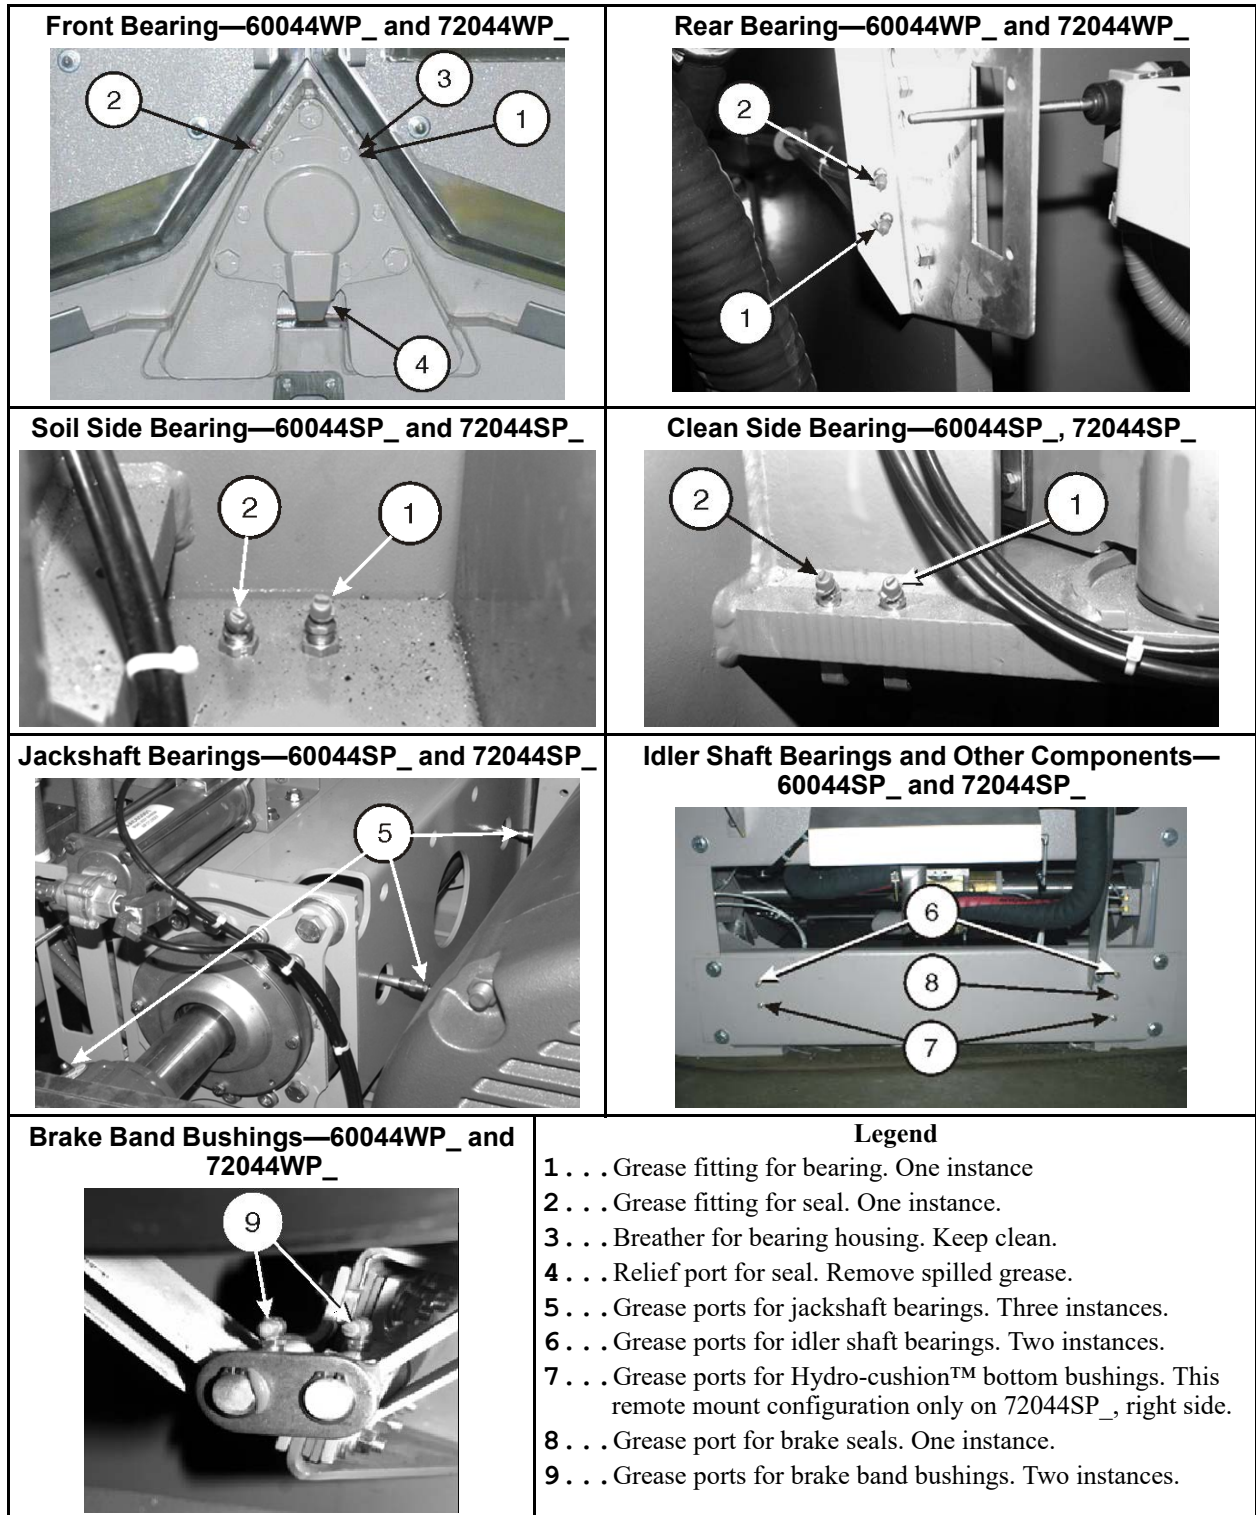 Front Bearing—60044WP_ and 72044WP_
3
2
1
4
Rear Bearing—60044WP_ and 72044WP_
2
1
Soil Side Bearing—60044SP_ and 72044SP_
2
1
Clean Side Bearing—60044SP_, 72044SP_
2
1
Jackshaft Bearings—60044SP_ and 72044SP_
5
Idler Shaft Bearings and Other Components—
60044SP_ and 72044SP_
6
8
7
Brake Band Bushings—60044WP_ and
72044WP_
9
Legend
1...Grease fitting for bearing. One instance
2...Grease fitting for seal. One instance.
3...Breather for bearing housing. Keep clean.
4...Relief port for seal. Remove spilled grease.
5...Grease ports for jackshaft bearings. Three instances.
6...Grease ports for idler shaft bearings. Two instances.
7...Grease ports for Hydro-cushion™ bottom bushings. This
remote mount configuration only on 72044SP_, right side.
8...Grease port for brake seals. One instance.
9...Grease ports for brake band bushings. Two instances.